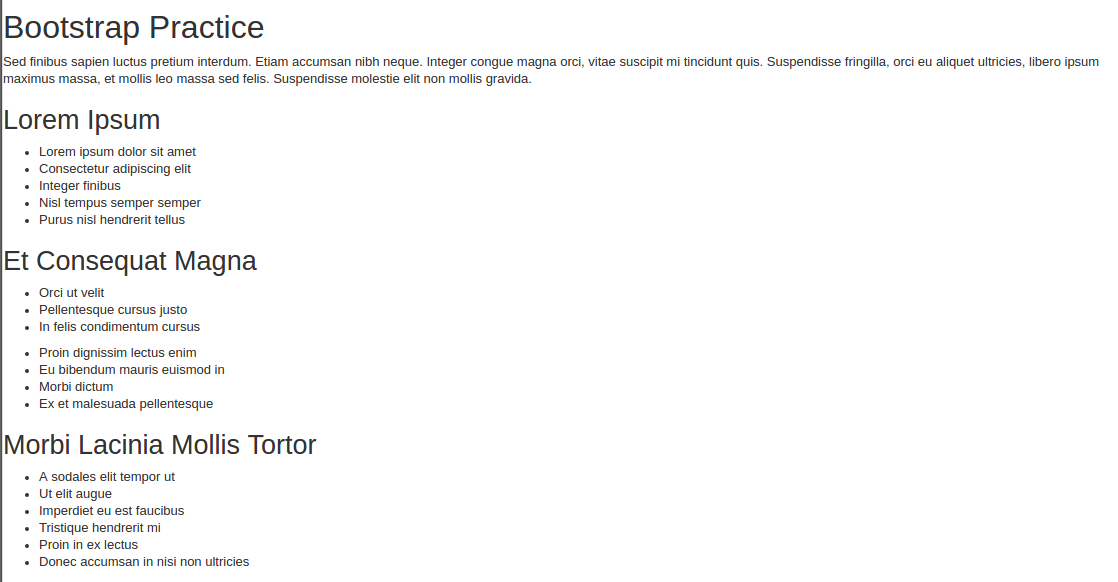 Bootstrap Practice
Sed finibus sapien luctus pretium interdum. Etiam accumsan nibh neque. Integer congue magna orci, vitae suscipit mi tincidunt quis. Suspendisse fringilla, orci eu aliquet ultricies, libero ipsum
maximus massa, et mollis leo massa sed felis. Suspendisse molestie elit non mollis gravida.
Lorem Ipsum
• Lorem ipsum dolor sit amet
• Consectetur adipiscing elit
• Integer finibus
• Nisl tempus semper semper
• Purus nisl hendrerit tellus
Et Consequat Magna
• Orci ut velit
• Pellentesque cursus justo
• In felis condimentum cursus
• Proin dignissim lectus enim
• Eu bibendum mauris euismod in
• Morbi dictum
• Ex et malesuada pellentesque
Morbi Lacinia Mollis Tortor
• A sodales elit tempor ut
• Ut elit augue
• Imperdiet eu est faucibus
• Tristique hendrerit mi
• Proin in ex lectus
• Donec accumsan in nisi non ultricies